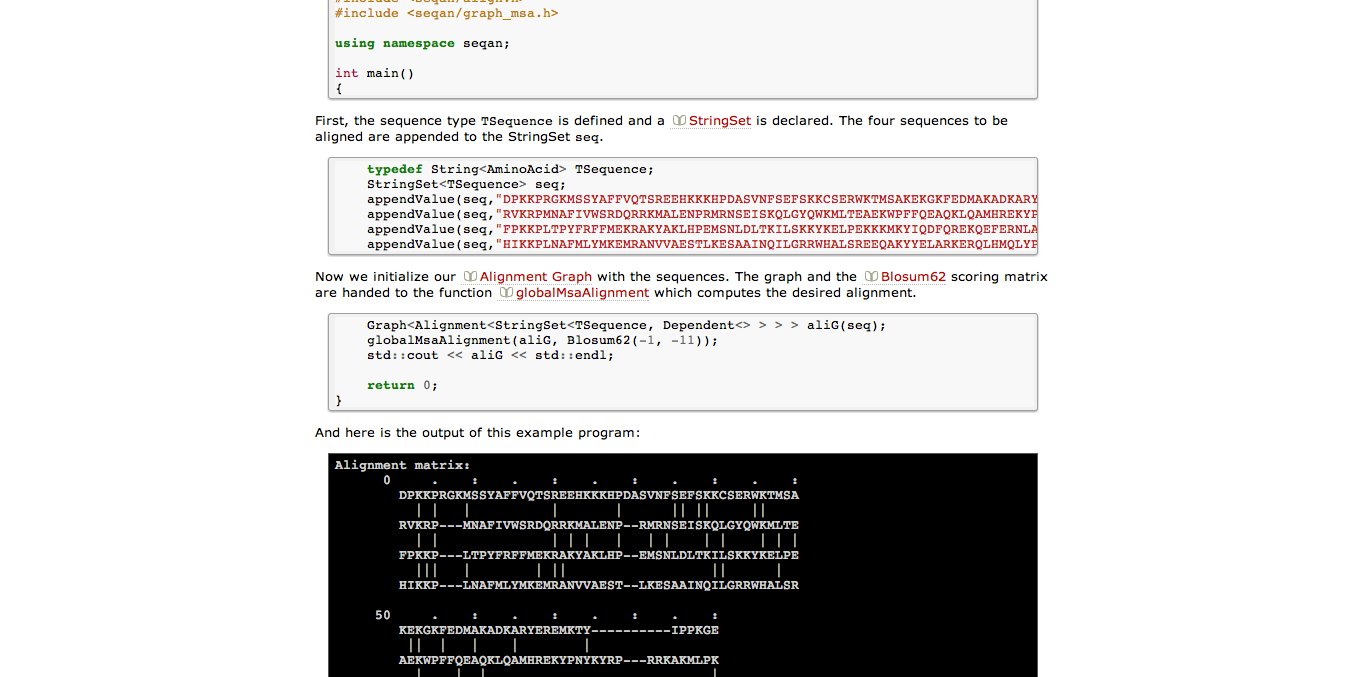 #include <seqan/align.h>
#include <seqan/graph_msa.h>
using namespace seqan;
int main()
{
First, the sequence type TSequence is defined and a StringSet is declared. The four sequences to be
aligned are appended to the StringSet seq.
typedef String<AminoAcid> TSequence;
StringSet<TSequence> seq;
appendValue(seq,"DPKKPRGKMSSYAFFVQTSREEHKKKHPDASVNFSEFSKKCSERWKTMSAKEKGKFEDMAKADKARY
appendValue(seq,"RVKRPMNAFIVWSRDQRRKMALENPRMRNSEISKQLGYQWKMLTEAEKWPFFQEAQKLQAMHREKYP
appendValue(seq,"FPKKPLTPYFRFFMEKRAKYAKLHPEMSNLDLTKILSKKYKELPEKKKMKYIQDFQREKQEFERNLA
appendValue(seq,"HIKKPLNAFMLYMKEMRANVVAESTLKESAAINQILGRRWHALSREEQAKYYELARKERQLHMQLYP
Now we initialize our Alignment Graph with the sequences. The graph and the Blosum62 scoring matrix
are handed to the function globalMsaAlignment which computes the desired alignment.
Graph<Alignment<StringSet<TSequence, Dependent<> > > > aliG(seq);
globalMsaAlignment(aliG, Blosum62(-1, -11));
std::cout << aliG << std::endl;
return 0;
}
And here is the output of this example program:
Alignment matrix:
0     .    :    .    :    .    :    .    :    .    :
DPKKPRGKMSSYAFFVQTSREEHKKKHPDASVNFSEFSKKCSERWKTMSA
| |   |          |       |      || ||     ||
RVKRP---MNAFIVWSRDQRRKMALENP--RMRNSEISKQLGYQWKMLTE
| |              | | |   |   | |    | |    | | |
FPKKP---LTPYFRFFMEKRAKYAKLHP--EMSNLDLTKILSKKYKELPE
|||   |        | ||                  ||      |
HIKKP---LNAFMLYMKEMRANVVAEST--LKESAAINQILGRRWHALSR
50     .    :    .    :    .    :    .    :
KEKGKFEDMAKADKARYEREMKTY----------IPPKGE
||  |   |    |        |
AEKWPFFQEAQKLQAMHREKYPNYKYRP---RRKAKMLPK
|    |  |                            |